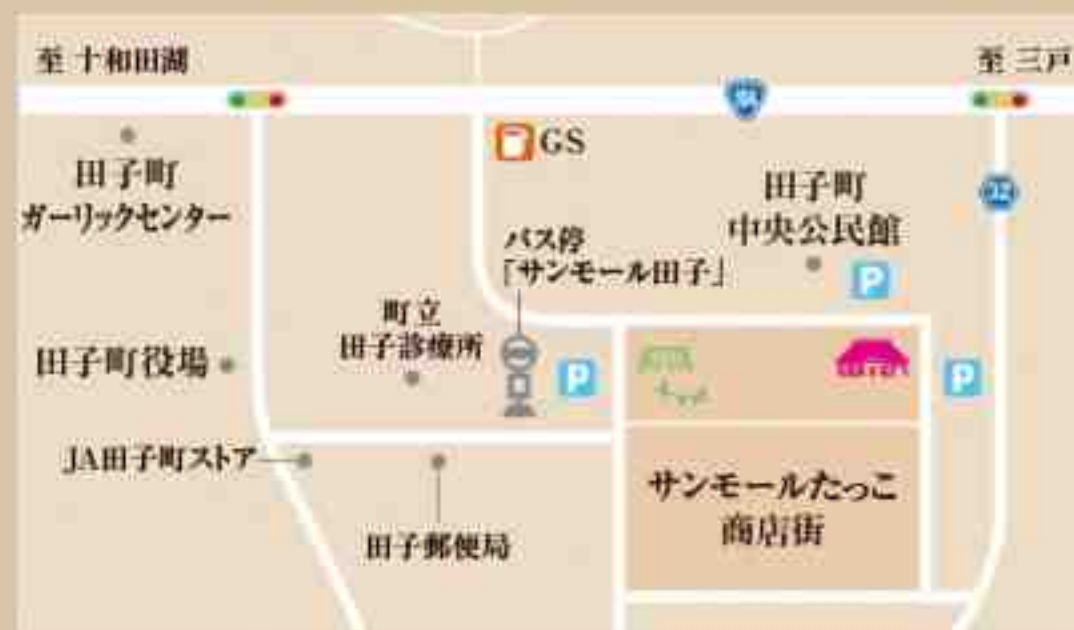 至 十和田湖
至 三戸
GS
田子町
ガーリックセンター
田子町
中央公民館
P
バス停
「サンモール田子」
町立
田子診療所
P
P
田子町役場
JA田子町ストア
サンモールたっこ
商店街
田子郵便局